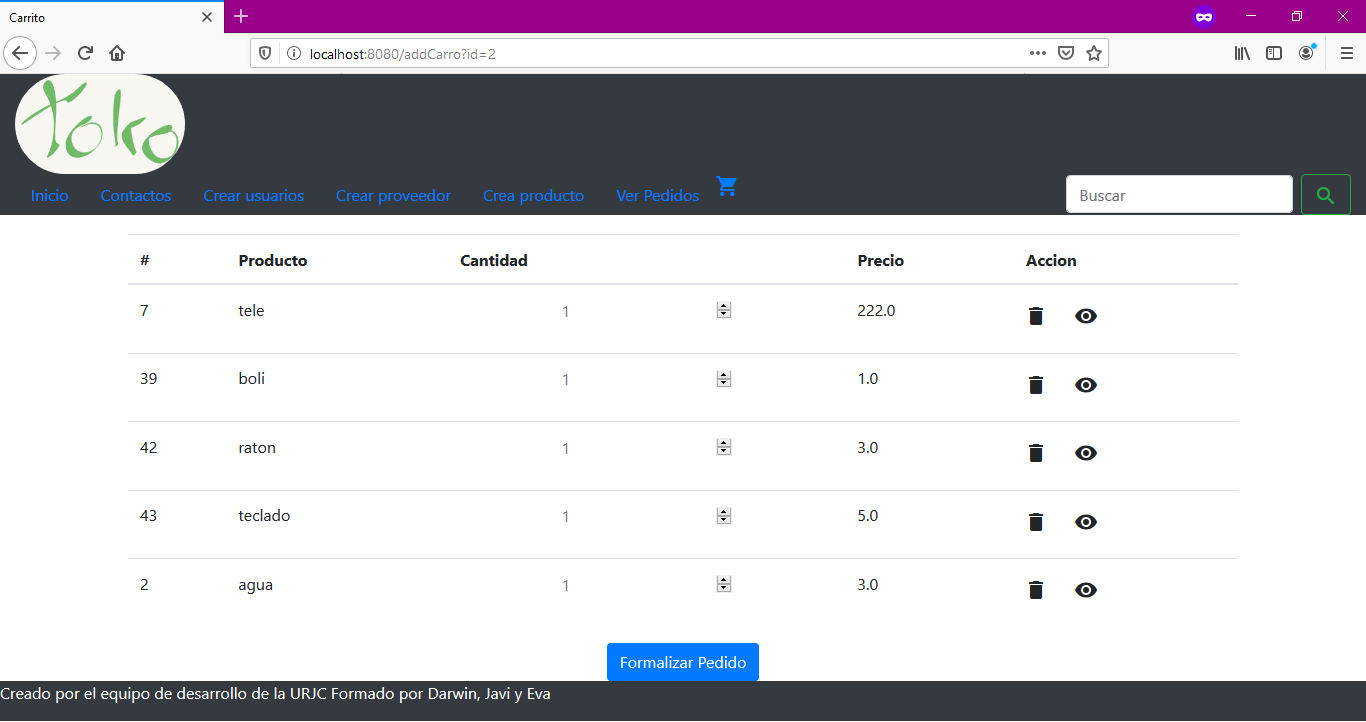 Carrito
localhost:8080/addCarro?id=2
toko
Inicio Contactos Crear usuarios Crear proveedor Crea producto Ver Pedidos Buscar
# Producto Cantidad Precio Accion
7 tele 1 222.0
39 boli 1 1.0
42 raton 1 3.0
43 teclado 1 5.0
2 agua 1 3.0
Formalizar Pedido
Creado por el equipo de desarrollo de la URJC Formado por Darwin, Javi y Eva